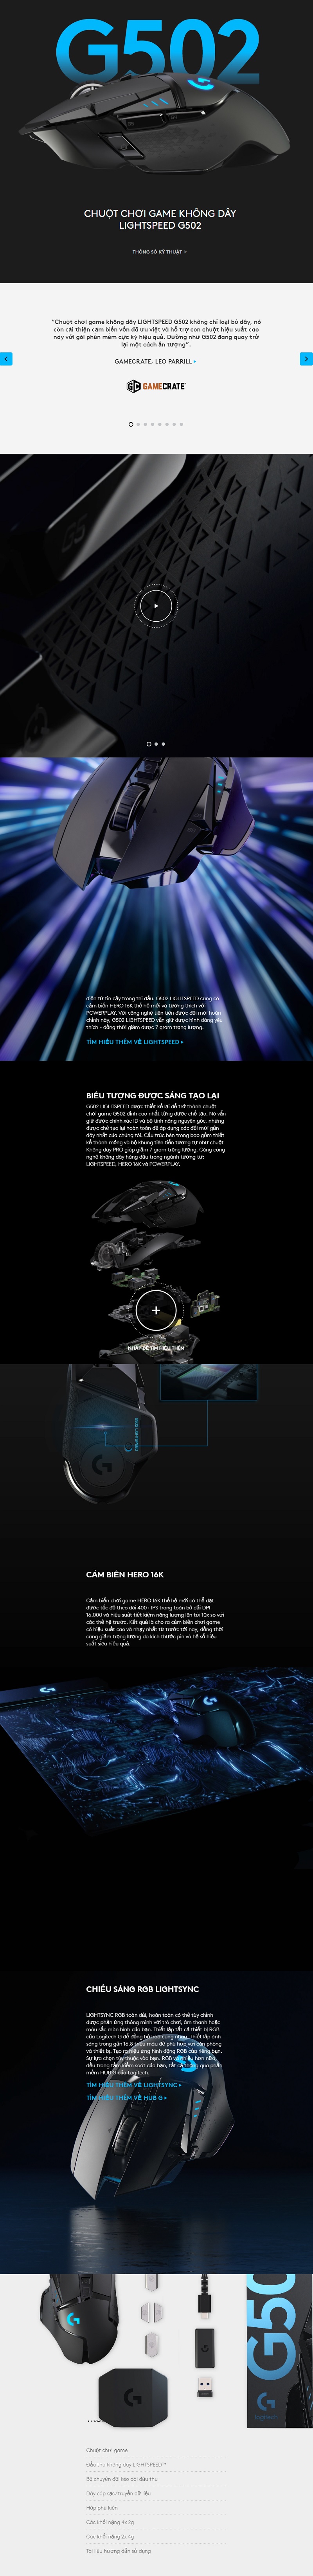 G502
CHUỘT CHƠI GAME KHÔNG DÂY
LIGHTSPEED G502
THÔNG SỐ KỸ THUẬT
"Chuột chơi game không dây LIGHTSPEED G502 không chỉ loại bỏ dây, nó
còn cải thiện cảm biến vốn đã ưu việt và hỗ trợ con chuột hiệu suất cao
này với gói phần mềm cực kỳ hiệu quả. Dường như G502 đang quay trở
lại một cách ấn tượng".
GAMECRATE, LEO PARRILL
GAMECRATE
điện tử tin cậy trong thi đấu. G502 LIGHTSPEED cũng có
cảm biến HERO 16K thế hệ mới và tương thích với
POWERPLAY. Với công nghệ tiên tiến được đổi mới hoàn
chỉnh này, G502 LIGHTSPEED vẫn giữ được hình dáng yêu
thích - đồng thời giảm được 7 gram trọng lượng.
TÌM HIỂU THÊM VỀ LIGHTSPEED
BIỂU TƯỢNG ĐƯỢC SÁNG TẠO LẠI
G502 LIGHTSPEED được thiết kế lại để trở thành chuột
chơi game G502 đỉnh cao nhất từng được chế tạo. Nó vẫn
giữ được chính xác ID và bộ tính năng nguyên gốc, nhưng
được chế tạo lại hoàn toàn để áp dụng các đổi mới gần
đây nhất của chúng tôi. Cấu trúc bên trong bao gồm thiết
kế thành mỏng và bộ khung tiên tiến tương tự như chuột
Không dây PRO giúp giảm 7 gram trọng lượng. Cùng công
nghệ không dây hàng đầu trong ngành tương tự:
LIGHTSPEED, HERO 16K và POWERPLAY.
NHẤP ĐỂ TÌM HIỂU THÊM
CẢM BIẾN HERO 16K
Cảm biến chơi game HERO 16K thế hệ mới có thể đạt
được tốc độ theo dõi 400+ IPS trong toàn bộ dải DPI
16,000 và hiệu suất tiết kiệm năng lượng lên tới 10x so với
các thế hệ trước. Kết quả là cho ra cảm biến chơi game
có hiệu suất cao và nhạy nhất từ trước tới nay, đồng thời
cũng giảm trọng lượng do kích thước pin và hệ số hiệu
suất siêu hiệu quả.
CHIẾU SÁNG RGB LIGHTSYNC
LIGHTSYNC RGB toàn dải, hoàn toàn có thể tùy chỉnh
được phản ứng thông minh với trò chơi, âm thanh hoặc
màu sắc màn hình của bạn. Thiết lập tất cả thiết bị RGB
của Logitech G để đồng bộ hóa cùng nhau. Thiết lập ánh
sáng trong gần 16,8 triệu màu để phù hợp với căn phòng
và thiết bị. Tạo ra hiệu ứng hình động RGB của riêng bạn.
Sự lựa chọn tùy thuộc vào bạn. RGB với nhiều hơn nữa,
đều trong tầm kiểm soát của bạn, tất cả thông qua phần
mềm HUB G của Logitech.
TÌM HIỂU THÊM VỀ LIGHTSYNC
TÌM HIỂU THÊM VỀ HUB G
G50
logitech
Chuột chơi game
Đầu thu không dây LIGHTSPEED™
Bộ chuyển đổi kéo dài đầu thu
Dây cáp sạc/truyền dữ liệu
Hộp phụ kiện
Các khối nặng 4x 2g
Các khối nặng 2x 4g
Tài liệu hướng dẫn sử dụng